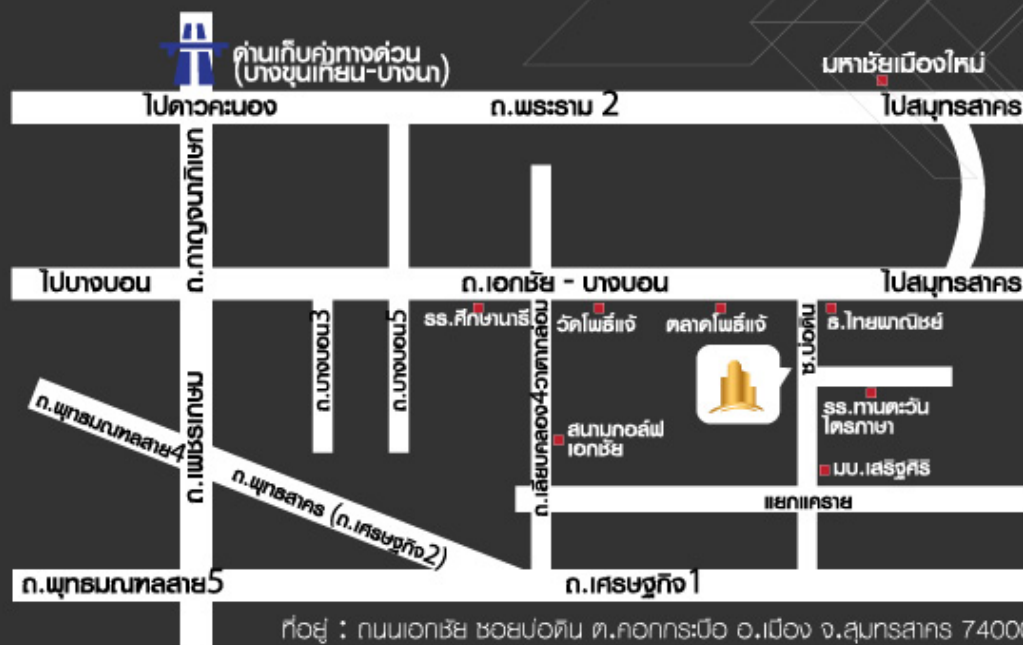 ด่านเก็บค่าทางด่วน
(บางขุนเทียน-บางนา)
มหาชัยเมืองใหม่
ไปดาวคะนอง
ถ.พระราม 2
ไปสมุทรสาคร
ถ.กาญจนาภิเษก
ไปบางบอน
ถ.เอกชัย - บางบอน
ไปสมุทรสาคร
ถ.บางบอน3
ถ.บางบอน5
รร.ศึกษานารี.
ถ.เลียบคลอง4วาตากล่อม
วัดโพธิ์แจ้
ตลาดโพธิ์แจ้
ซ.บ่อดิน
ธ.ไทยพาณิชย์
ถ.พุทธมณฑลสาย4
ถ.เพชรเกษม
ถ.พุทธสาคร (ถ.เศรษฐกิจ2)
สนามกอล์ฟ
เอกชัย
รร.ทานตะวัน
ไตรภาษา
มบ.เสริฐศิริ
แยกแคราย
ถ.พุทธมณฑลสาย5
ถ.เศรษฐกิจ1
ที่อยู่ : ถนนเอกชัย ซอยบ่อดิน ต.คอกกระบือ อ.เมือง จ.สุมทรสาคร 74000